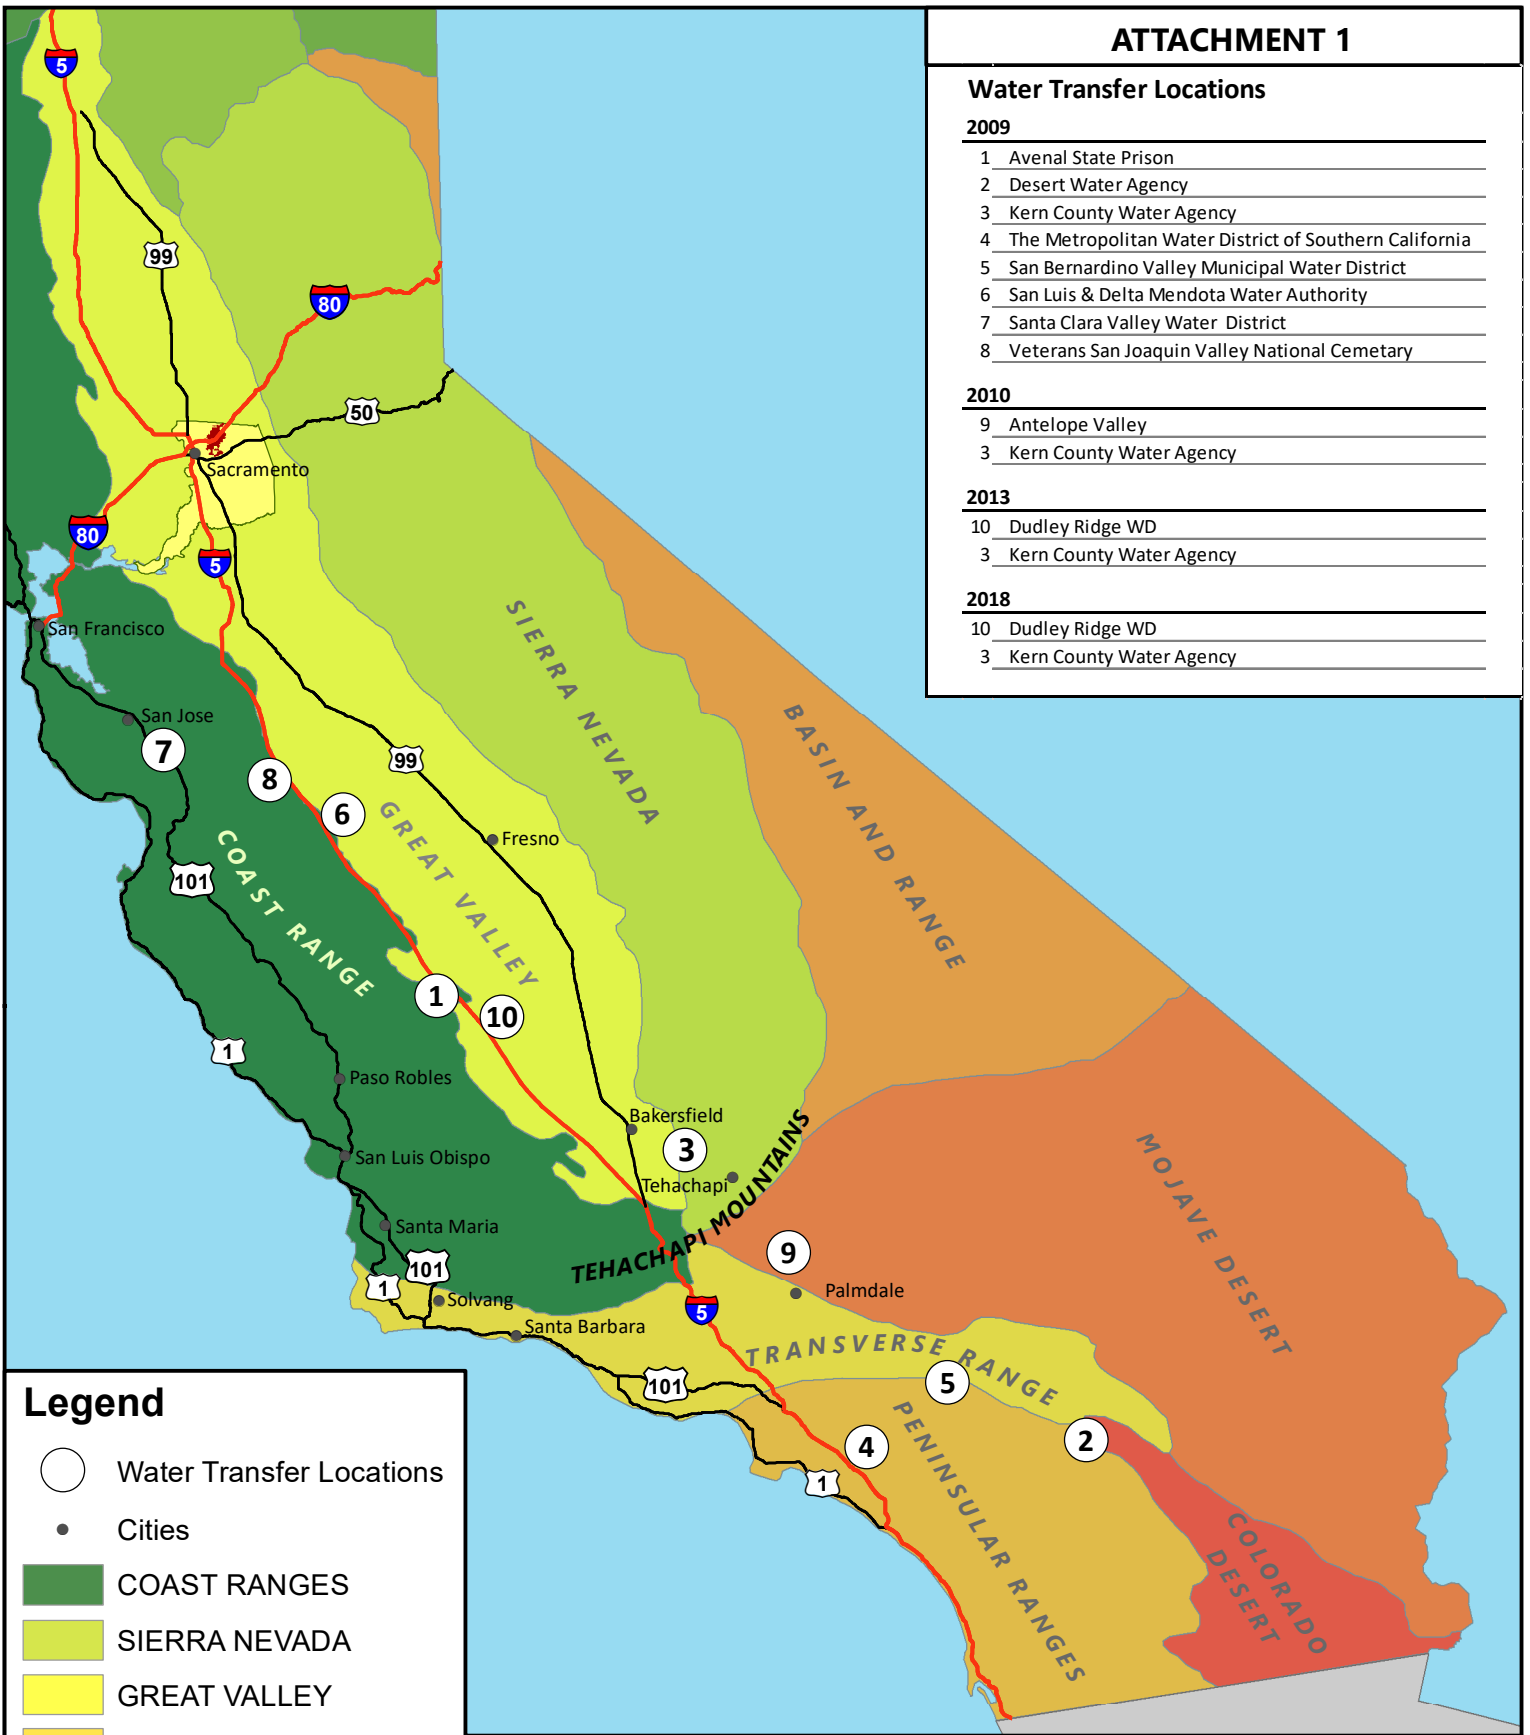 ATTACHMENT 1
Water Transfer Locations
2009
1 Avenal State Prison
2 Desert Water Agency
3 Kern County Water Agency
4 The Metropolitan Water District of Southern California
5 San Bernardino Valley Municipal Water District
6 San Luis & Delta Mendota Water Authority
7 Santa Clara Valley Water District
8 Veterans San Joaquin Valley National Cemetary
2010
9 Antelope Valley
3 Kern County Water Agency
2013
10 Dudley Ridge WD
3 Kern County Water Agency
2018
10 Dudley Ridge WD
3 Kern County Water Agency
5
99
80
50
Sacramento
80
5
San Francisco
SIERRA NEVADA
San Jose
7
BASIN AND RANGE
99
8
6
GREAT VALLEY
Fresno
COAST RANGE
101
1
10
1
Paso Robles
Bakersfield
3
San Luis Obispo
Tehachapi
TEHACHAPI MOUNTAINS
MOJAVE DESERT
Santa Maria
9
101
1
Solvang
Palmdale
5
Santa Barbara
TRANSVERSE RANGE
101
5
PENINSULAR RANGES
4
2
1
COLORADO
DESERT
Legend
Water Transfer Locations
Cities
COAST RANGES
SIERRA NEVADA
GREAT VALLEY